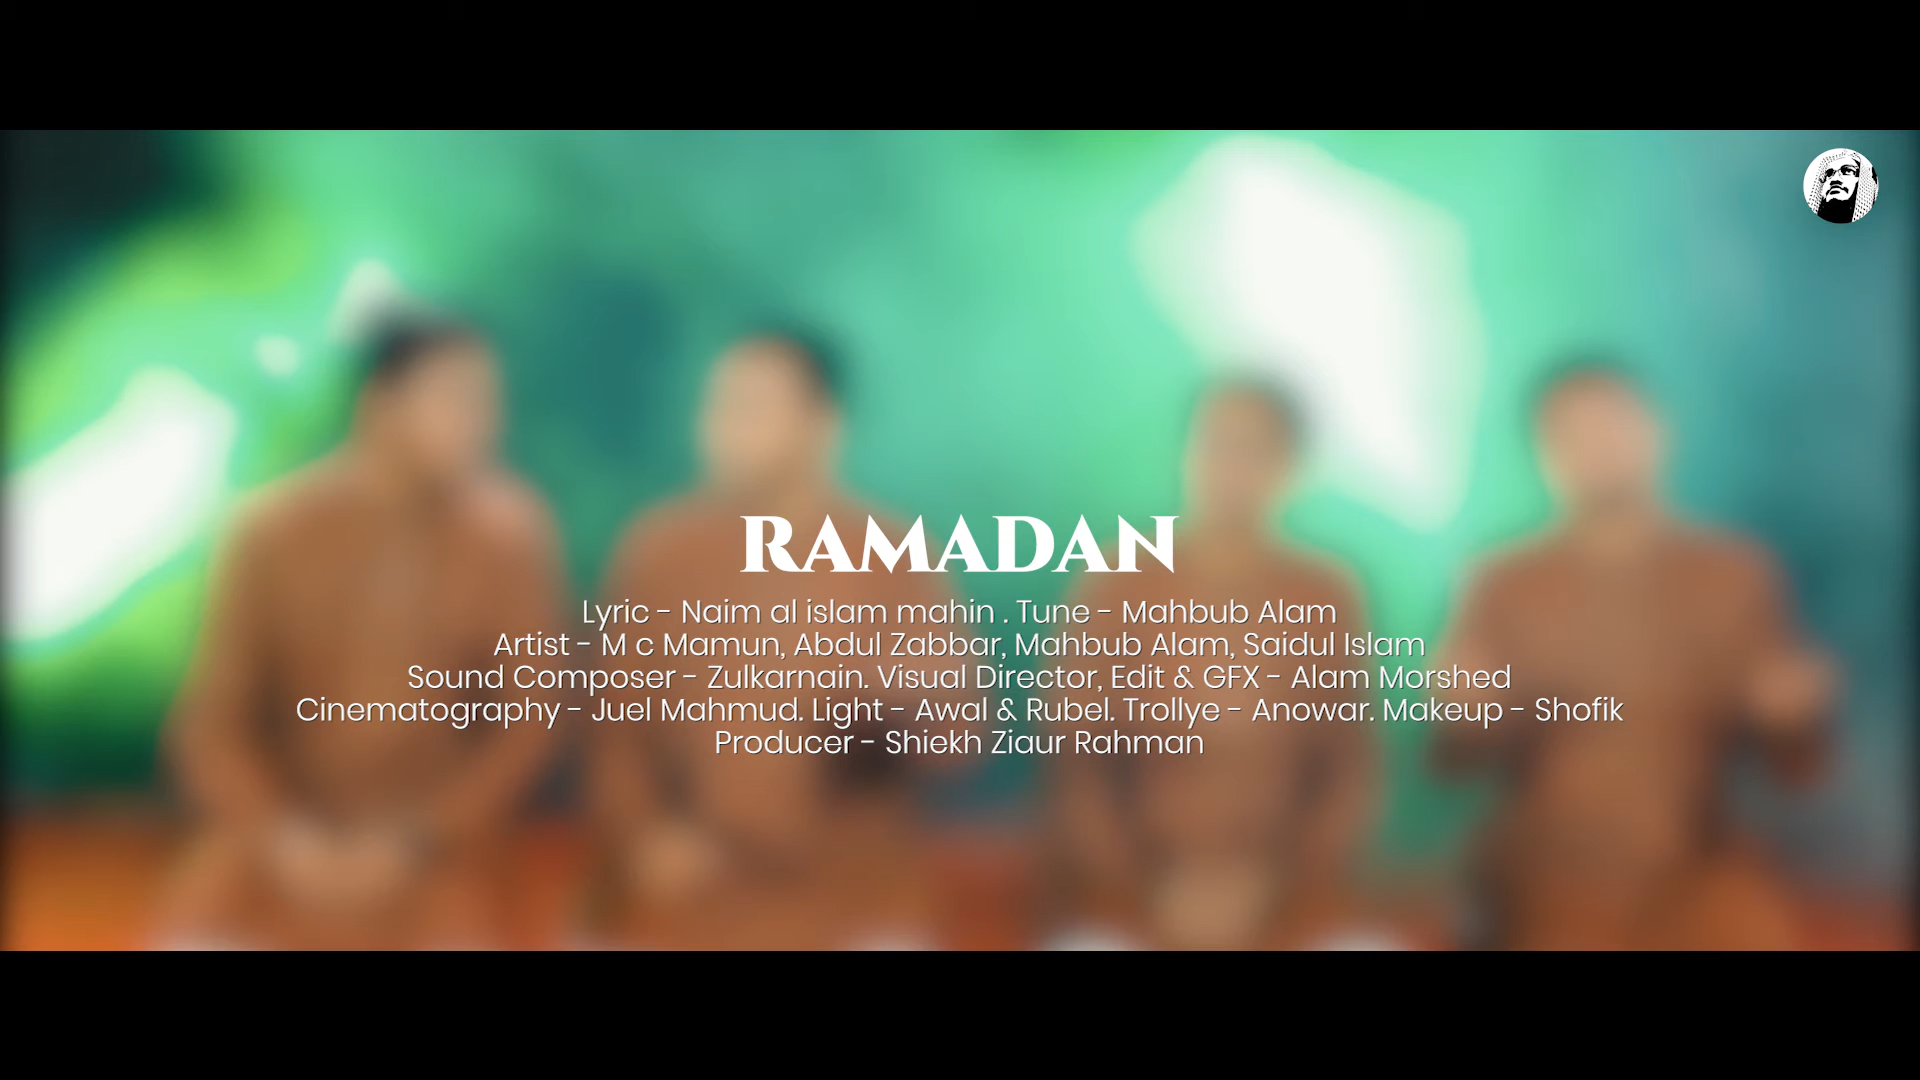 RAMADAN
Lyric - Naim al islam mahin . Tune - Mahbub Alam
Artist - M c Mamun, Abdul Zabbar, Mahbub Alam, Saidul Islam
Sound Composer - Zulkarnain. Visual Director, Edit & GFX - Alam Morshed
Cinematography - Juel Mahmud. Light - Awal & Rubel. Trollye - Anowar. Makeup - Shofik
Producer - Shiekh Ziaur Rahman